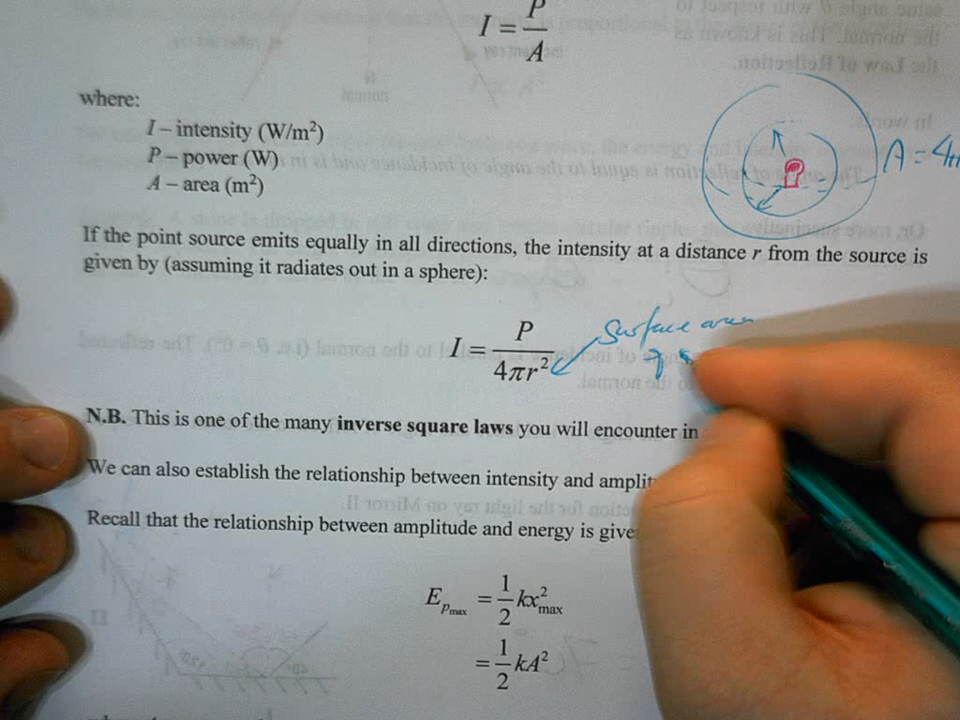 I = P/A
where:
I – intensity (W/m²)
P – power (W)
A – area (m²)
A = 4π
If the point source emits equally in all directions, the intensity at a distance r from the source is
given by (assuming it radiates out in a sphere):
I = P/4πr²
Surface area
N.B. This is one of the many inverse square laws you will encounter in
We can also establish the relationship between intensity and amplit
Recall that the relationship between amplitude and energy is give
E_pmax = 1/2 kx²max
= 1/2 kA²